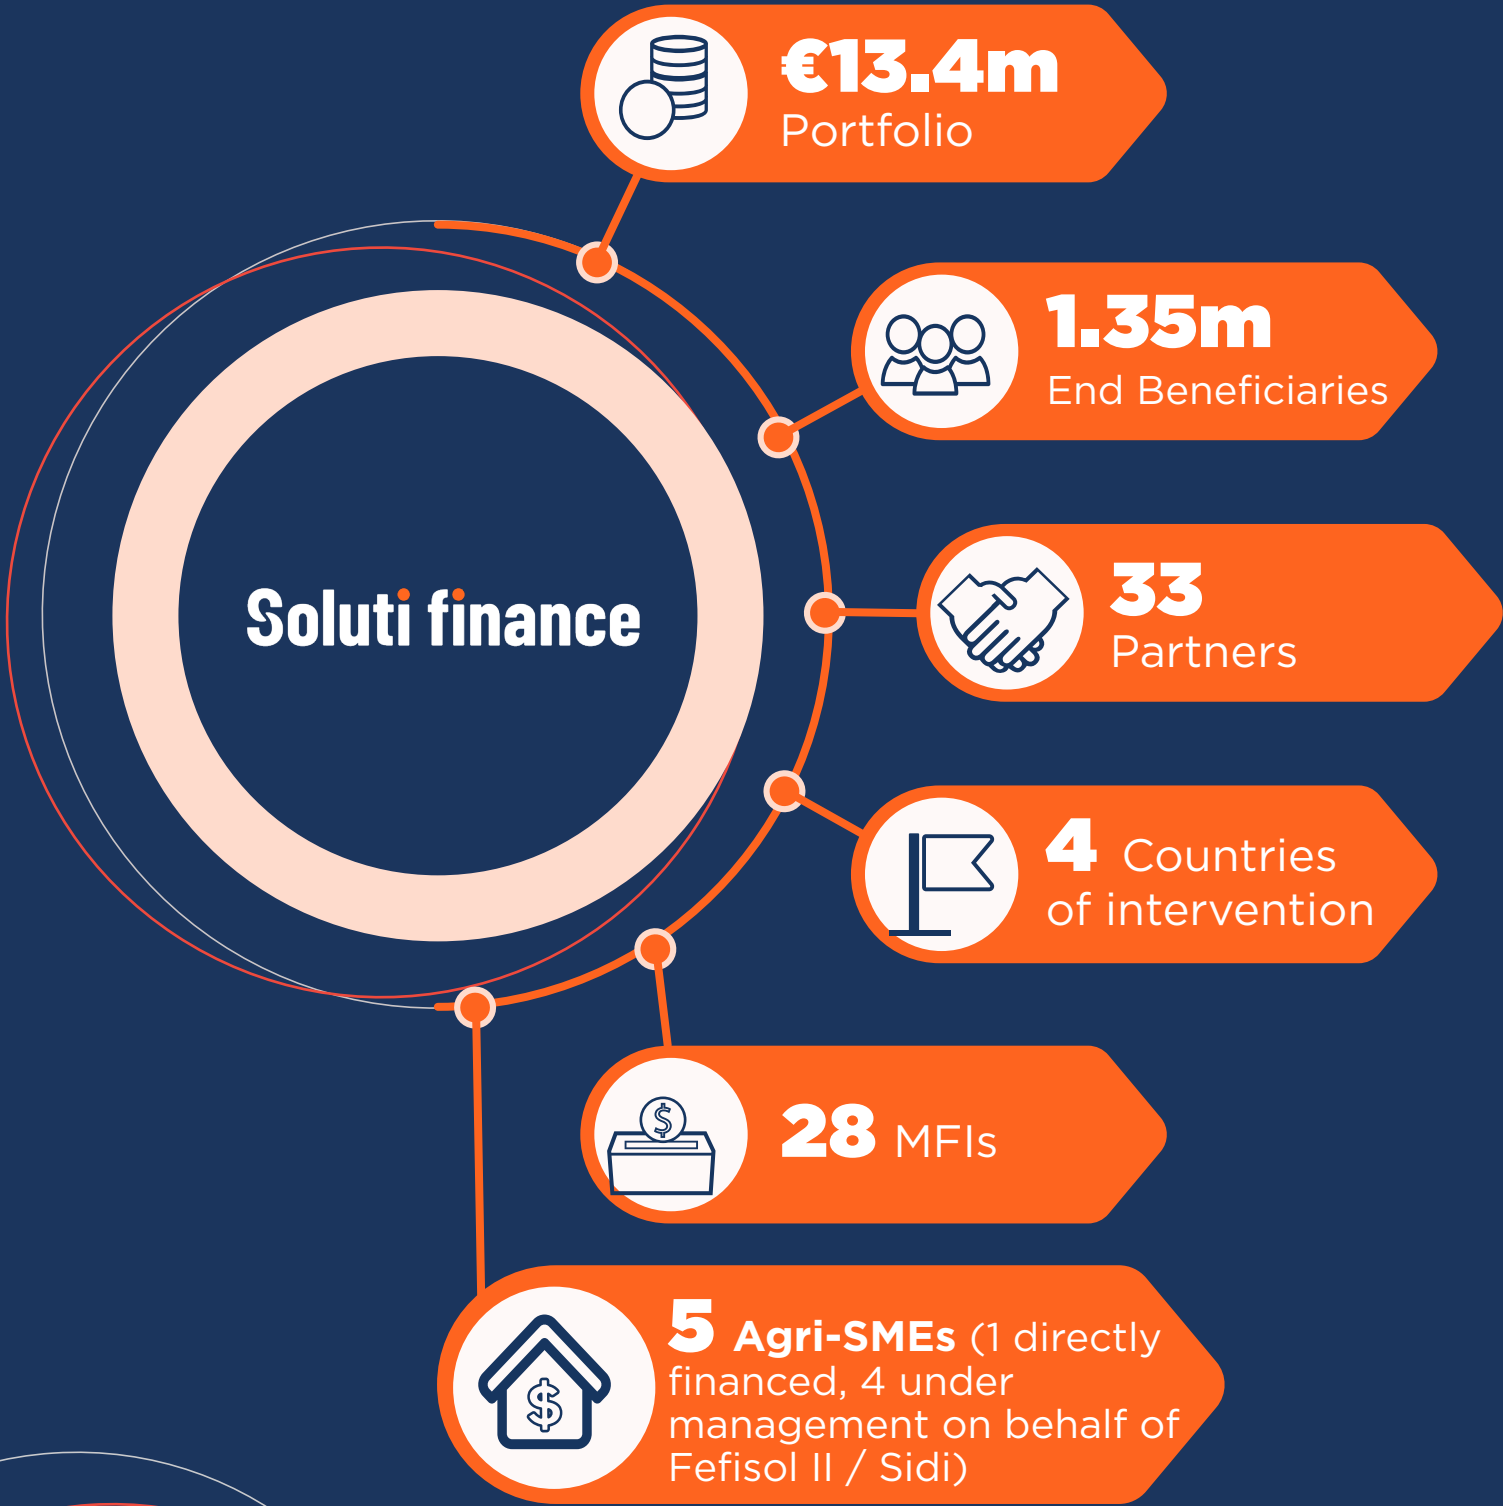 €13.4m
Portfolio
1.35m
End Beneficiaries
Soluti finance
33
Partners
4 Countries
of intervention
28 MFIs
5 Agri-SMEs (1 directly
financed, 4 under
management on behalf of
Fefisol II / Sidi)